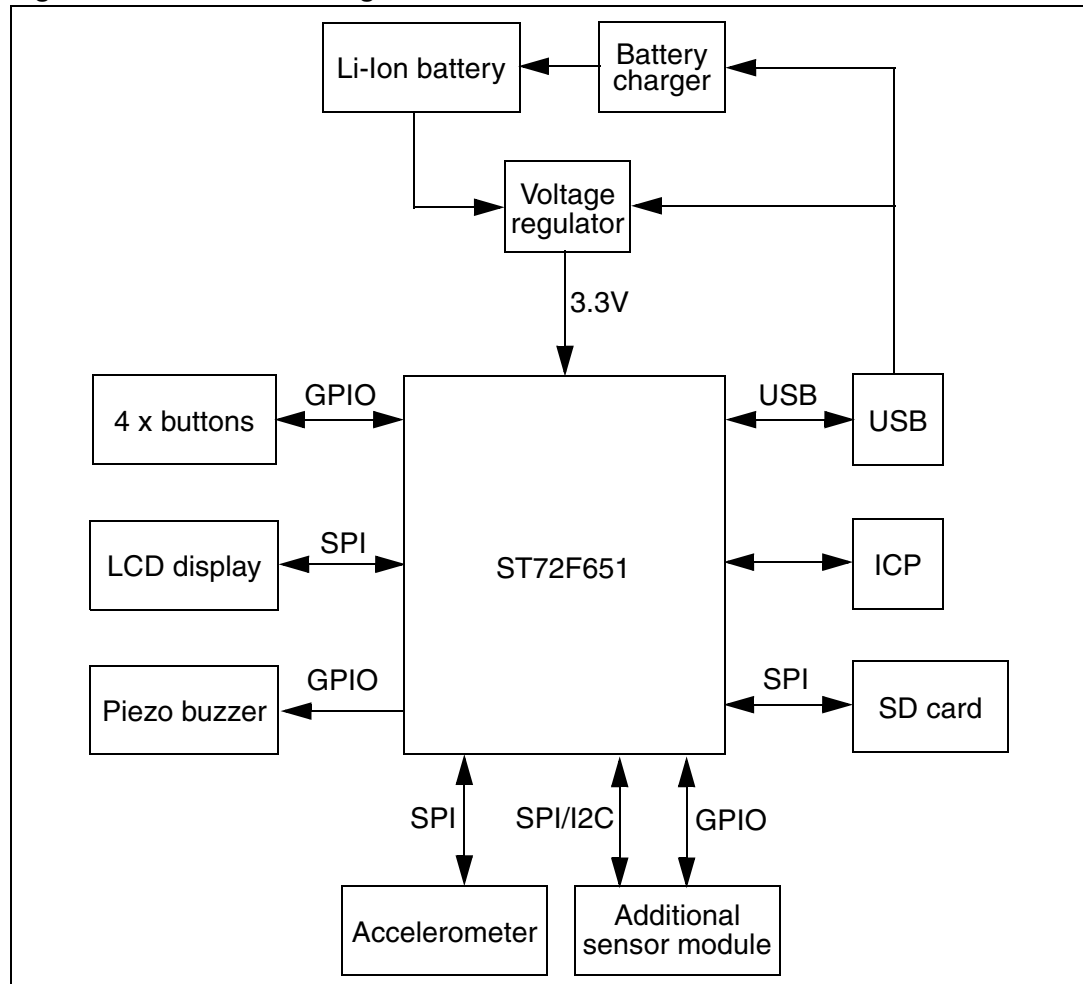 Li-Ion battery
Battery
charger
Voltage
regulator
3.3V
4 x buttons
GPIO
USB
USB
LCD display
SPI
ST72F651
ICP
Piezo buzzer
GPIO
SPI
SD card
SPI
SPI/I2C
GPIO
Accelerometer
Additional
sensor module